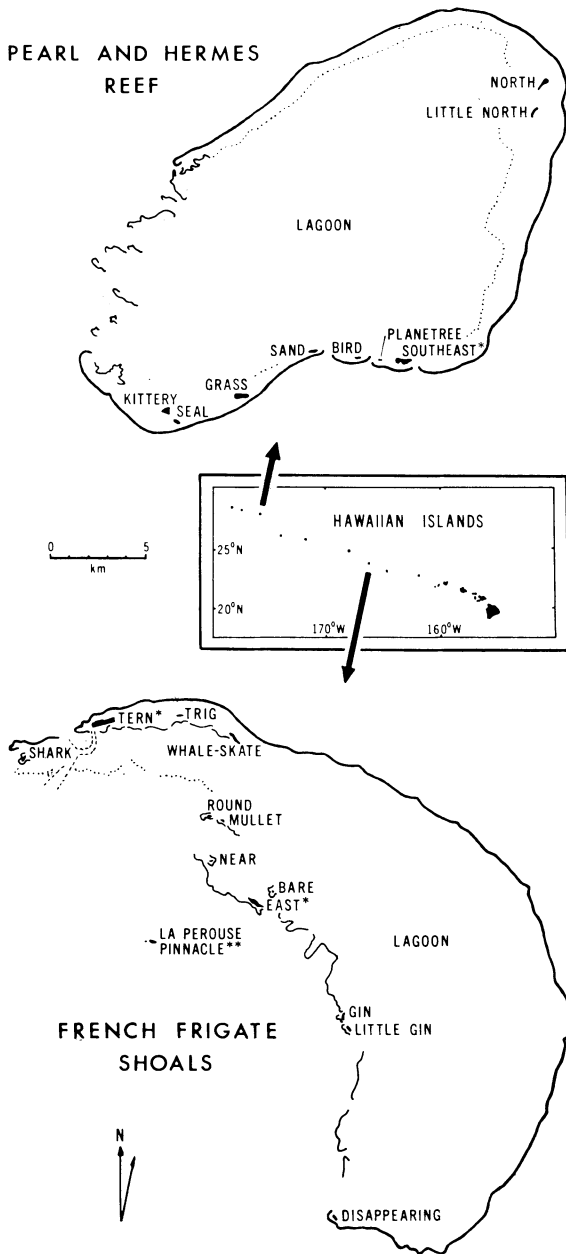 PEARL AND HERMES
REEF
NORTH
LITTLE NORTH
LAGOON
PLANETREE
SAND
BIRD
SOUTHEAST*
GRASS
KITTERY
SEAL
0 5
km
HAWAIIAN ISLANDS
25°N
20°N
170°W
160°W
TERN*
TRIG
SHARK
WHALE-SKATE
ROUND
MULLET
NEAR
BARE
EAST*
LA PEROUSE
PINNACLE**
LAGOON
GIN
LITTLE GIN
FRENCH FRIGATE
SHOALS
N
DISAPPEARING